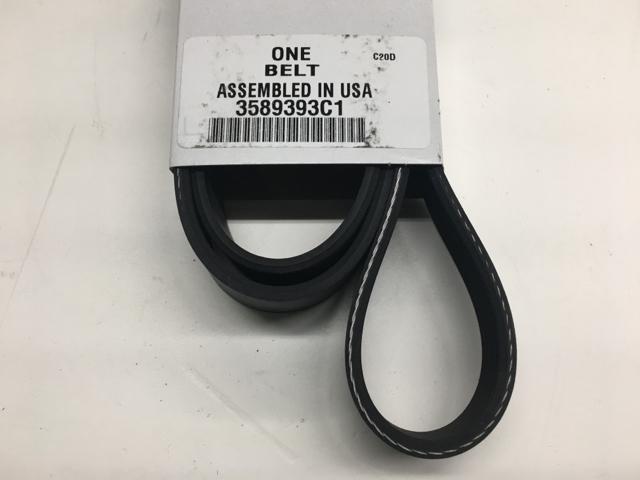 ONE
BELT
C20D
ASSEMBLED IN USA
3589393C1